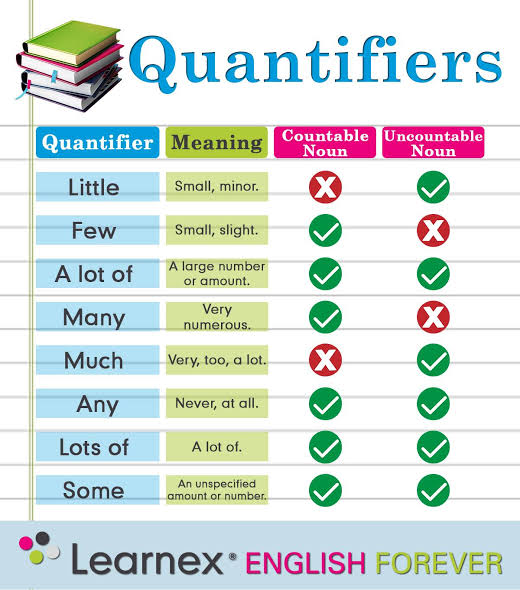 Quantifiers
Quantifier Meaning Countable Noun Uncountable Noun
Little Small, minor.
Few Small, slight.
A lot of A large number or amount.
Many Very numerous.
Much Very, too, a lot.
Any Never, at all.
Lots of A lot of.
Some An unspecified amount or number.
Learnex® ENGLISH FOREVER